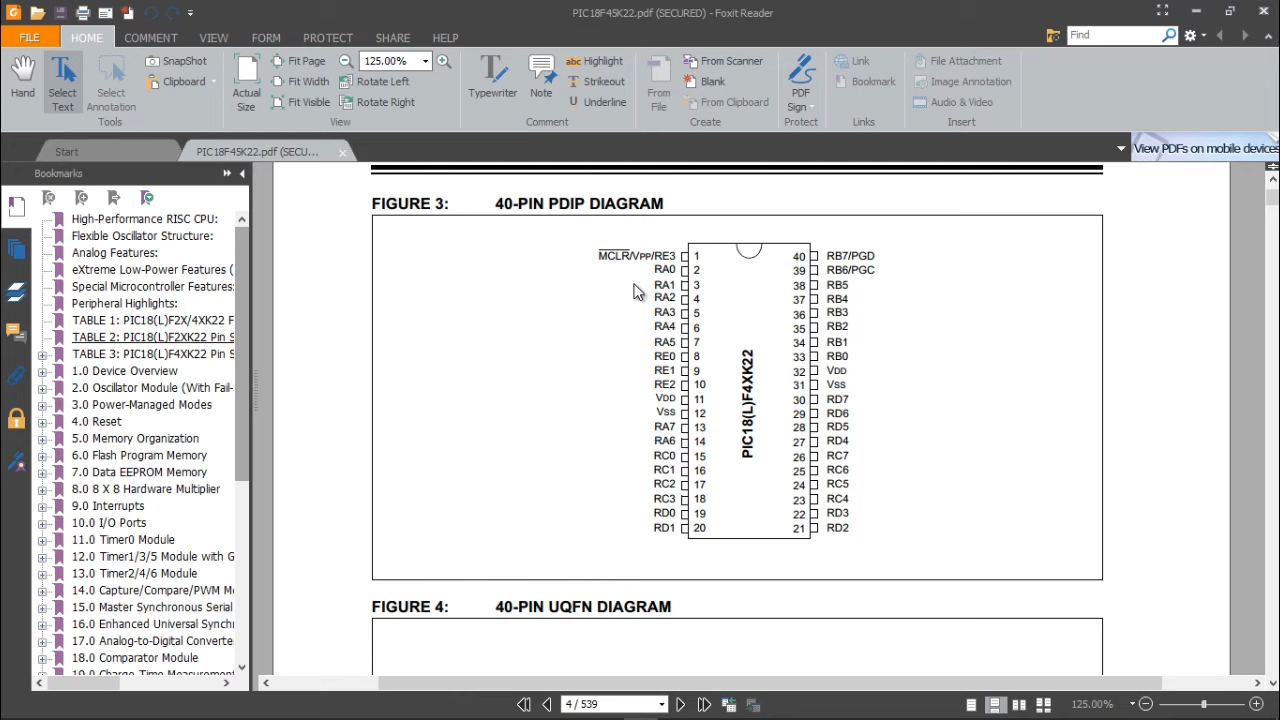 PIC18F45K22.pdf (SECURED) - Foxit Reader
FILE HOME COMMENT VIEW FORM PROTECT SHARE HELP Find
Hand
Select Text
Select Annotation
SnapShot
Clipboard
Tools
Actual Size
Fit Page
Fit Width
Fit Visible
125.00%
Rotate Left
Rotate Right
View
Typewriter
Note
Highlight
Strikeout
Underline
Comment
From File
From Scanner
Blank
From Clipboard
Create
PDF Sign
Protect
Link
Bookmark
Links
File Attachment
Image Annotation
Audio & Video
Insert
Start PIC18F45K22.pdf (SECU... View PDFs on mobile devices
Bookmarks
High-Performance RISC CPU:
Flexible Oscillator Structure:
Analog Features:
eXtreme Low-Power Features (
Special Microcontroller Features:
Peripheral Highlights:
TABLE 1: PIC18(L)F2X/4XK22 F
TABLE 2: PIC18(L)F2XK22 Pin S
TABLE 3: PIC18(L)F4XK22 Pin S
1.0 Device Overview
2.0 Oscillator Module (With Fail-
3.0 Power-Managed Modes
4.0 Reset
5.0 Memory Organization
6.0 Flash Program Memory
7.0 Data EEPROM Memory
8.0 8 X 8 Hardware Multiplier
9.0 Interrupts
10.0 I/O Ports
11.0 Timer0 Module
12.0 Timer1/3/5 Module with G
13.0 Timer2/4/6 Module
14.0 Capture/Compare/PWM Mo
15.0 Master Synchronous Serial
16.0 Enhanced Universal Synchr
17.0 Analog-to-Digital Converte
18.0 Comparator Module
19.0 Charge-Time Measurement
FIGURE 3: 40-PIN PDIP DIAGRAM
MCLR/VPP/RE3 1 40 RB7/PGD
RA0 2 39 RB6/PGC
RA1 3 38 RB5
RA2 4 37 RB4
RA3 5 36 RB3
RA4 6 35 RB2
RA5 7 34 RB1
RE0 8 33 RB0
RE1 9 32 VDD
RE2 10 31 VSS
VDD 11 30 RD7
VSS 12 29 RD6
RA7 13 28 RD5
RA6 14 27 RD4
RC0 15 26 RC7
RC1 16 25 RC6
RC2 17 24 RC5
RC3 18 23 RC4
RD0 19 22 RD3
RD1 20 21 RD2
PIC18(L)F4XK22
FIGURE 4: 40-PIN UQFN DIAGRAM
4 / 539 125.00%